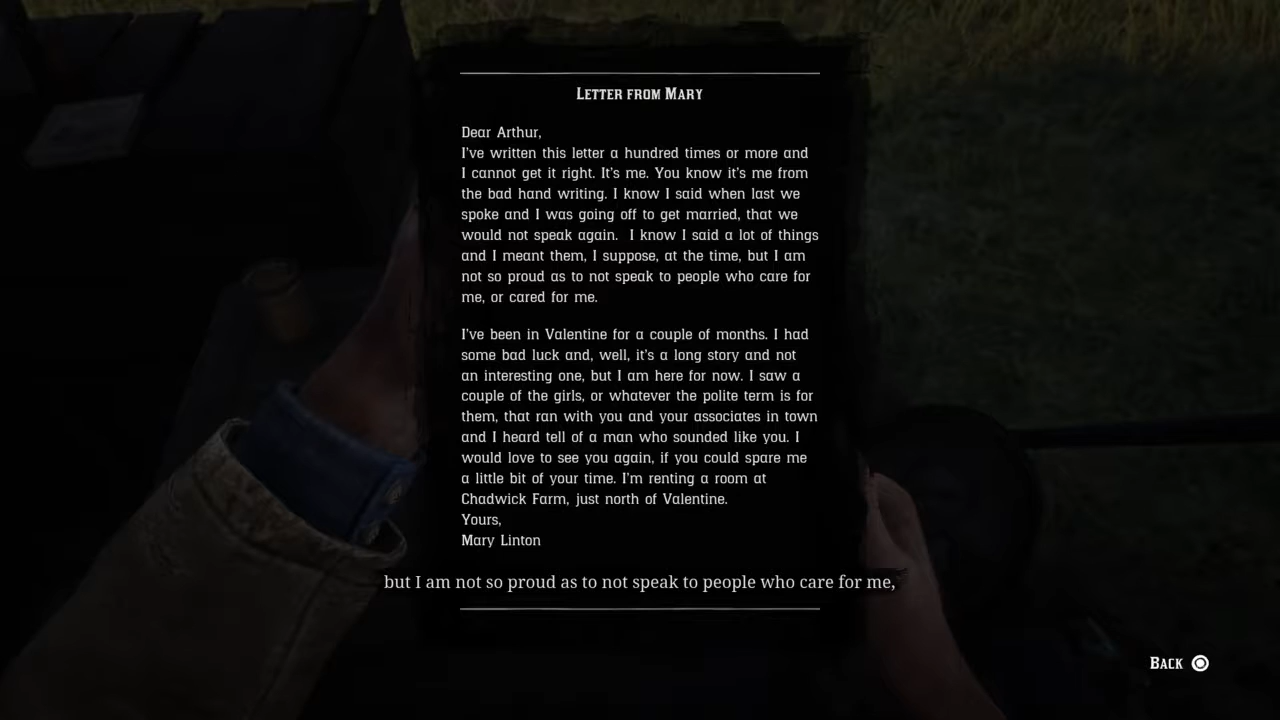 Letter from Mary
Dear Arthur,
I've written this letter a hundred times or more and
I cannot get it right. It's me. You know it's me from
the bad hand writing. I know I said when last we
spoke and I was going off to get married, that we
would not speak again.  I know I said a lot of things
and I meant them, I suppose, at the time, but I am
not so proud as to not speak to people who care for
me, or cared for me.
I've been in Valentine for a couple of months. I had
some bad luck and, well, it's a long story and not
an interesting one, but I am here for now. I saw a
couple of the girls, or whatever the polite term is for
them, that ran with you and your associates in town
and I heard tell of a man who sounded like you. I
would love to see you again, if you could spare me
a little bit of your time. I'm renting a room at
Chadwick Farm, just north of Valentine.
Yours,
Mary Linton
but I am not so proud as to not speak to people who care for me,
Back